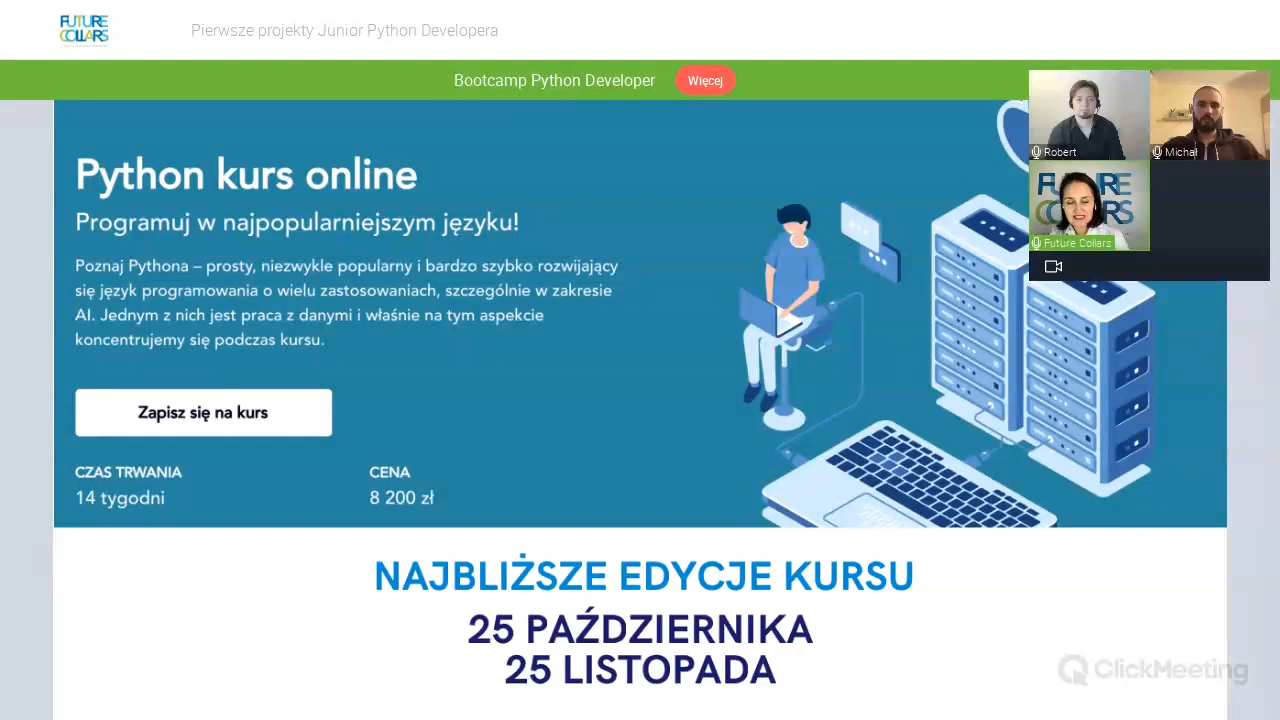 FUTURE
COLLARS
Pierwsze projekty Junior Python Developera
Bootcamp Python Developer
Więcej
Robert
Michał
FUTURE
COLLARS
Future Collars
Python kurs online
Programuj w najpopularniejszym języku!
Poznaj Pythona – prosty, niezwykle popularny i bardzo szybko rozwijający
się język programowania o wielu zastosowaniach, szczególnie w zakresie
AI. Jednym z nich jest praca z danymi i właśnie na tym aspekcie
koncentrujemy się podczas kursu.
Zapisz się na kurs
CZAS TRWANIA
14 tygodni
CENA
8 200 zł
NAJBLIŻSZE EDYCJE KURSU
25 PAŹDZIERNIKA
25 LISTOPADA
ClickMeeting